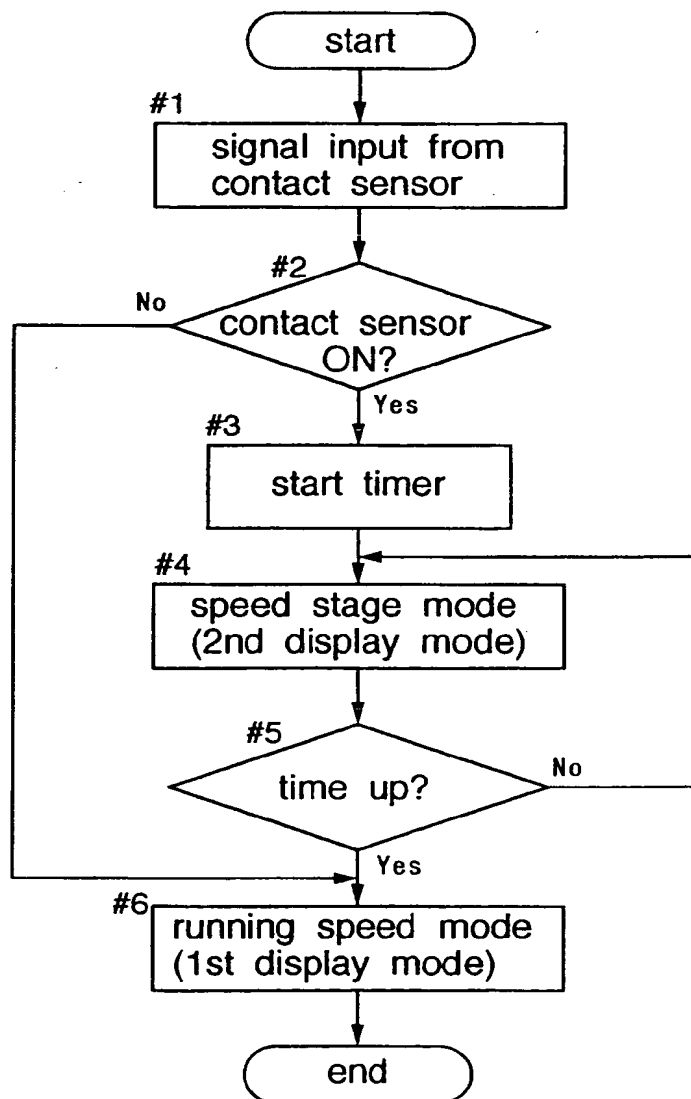 start
#1
signal input from
contact sensor
#2
No
contact sensor
ON?
Yes
#3
start timer
#4
speed stage mode
(2nd display mode)
#5
No
time up?
Yes
#6
running speed mode
(1st display mode)
end